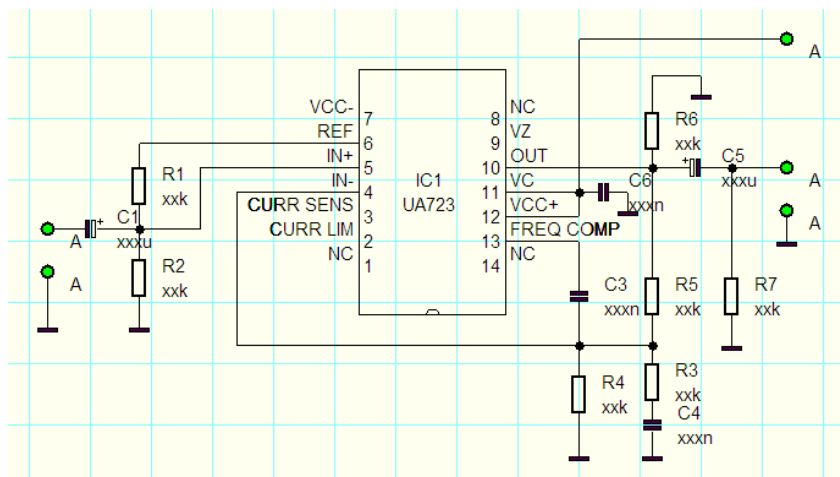 VCC-
7
REF
6
IN+
5
IN-
4
CURR SENS
3
CURR LIM
2
NC
1
IC1
UA723
NC
8
VZ
9
OUT
10
VC
11
VCC+
12
FREQ COMP
13
NC
14
R1
xxk
C1
xxxu
A
A
R2
xxk
R6
xxk
C5
xxxu
C6
xxxn
A
A
A
C3
xxxn
R5
xxk
R7
xxk
R4
xxk
R3
xxk
C4
xxxn
+
+